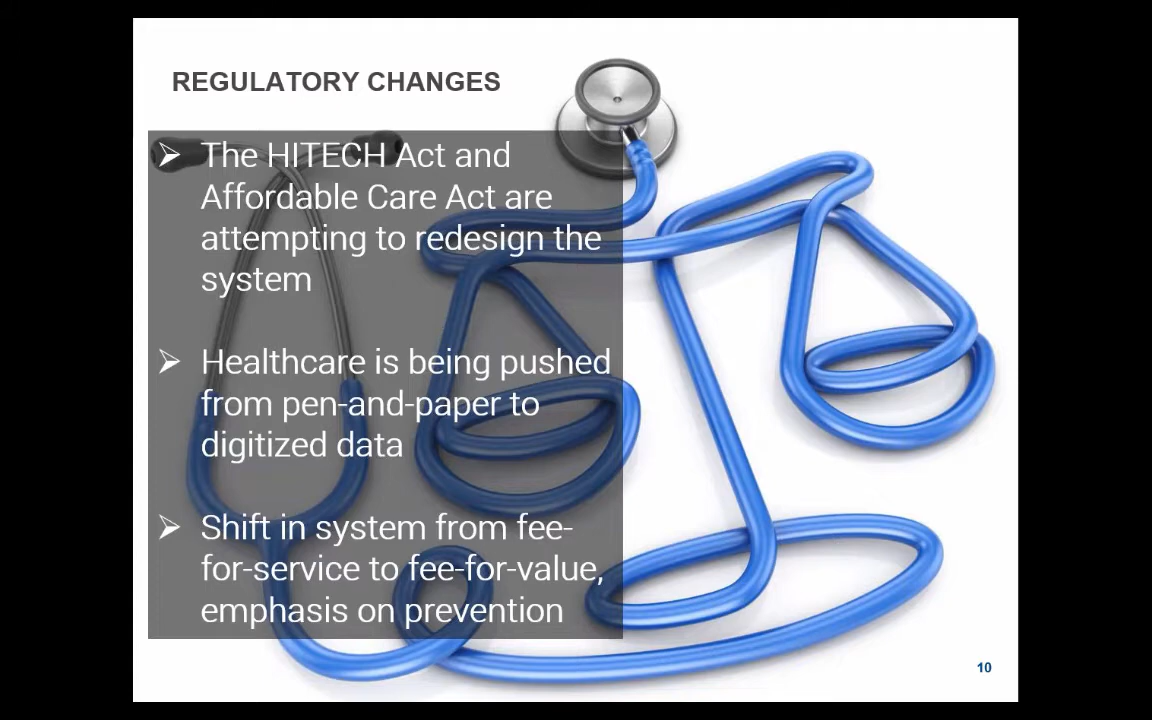 REGULATORY CHANGES
➢ The HITECH Act and
Affordable Care Act are
attempting to redesign the
system
➢ Healthcare is being pushed
from pen-and-paper to
digitized data
➢ Shift in system from fee-
for-service to fee-for-value,
emphasis on prevention
10